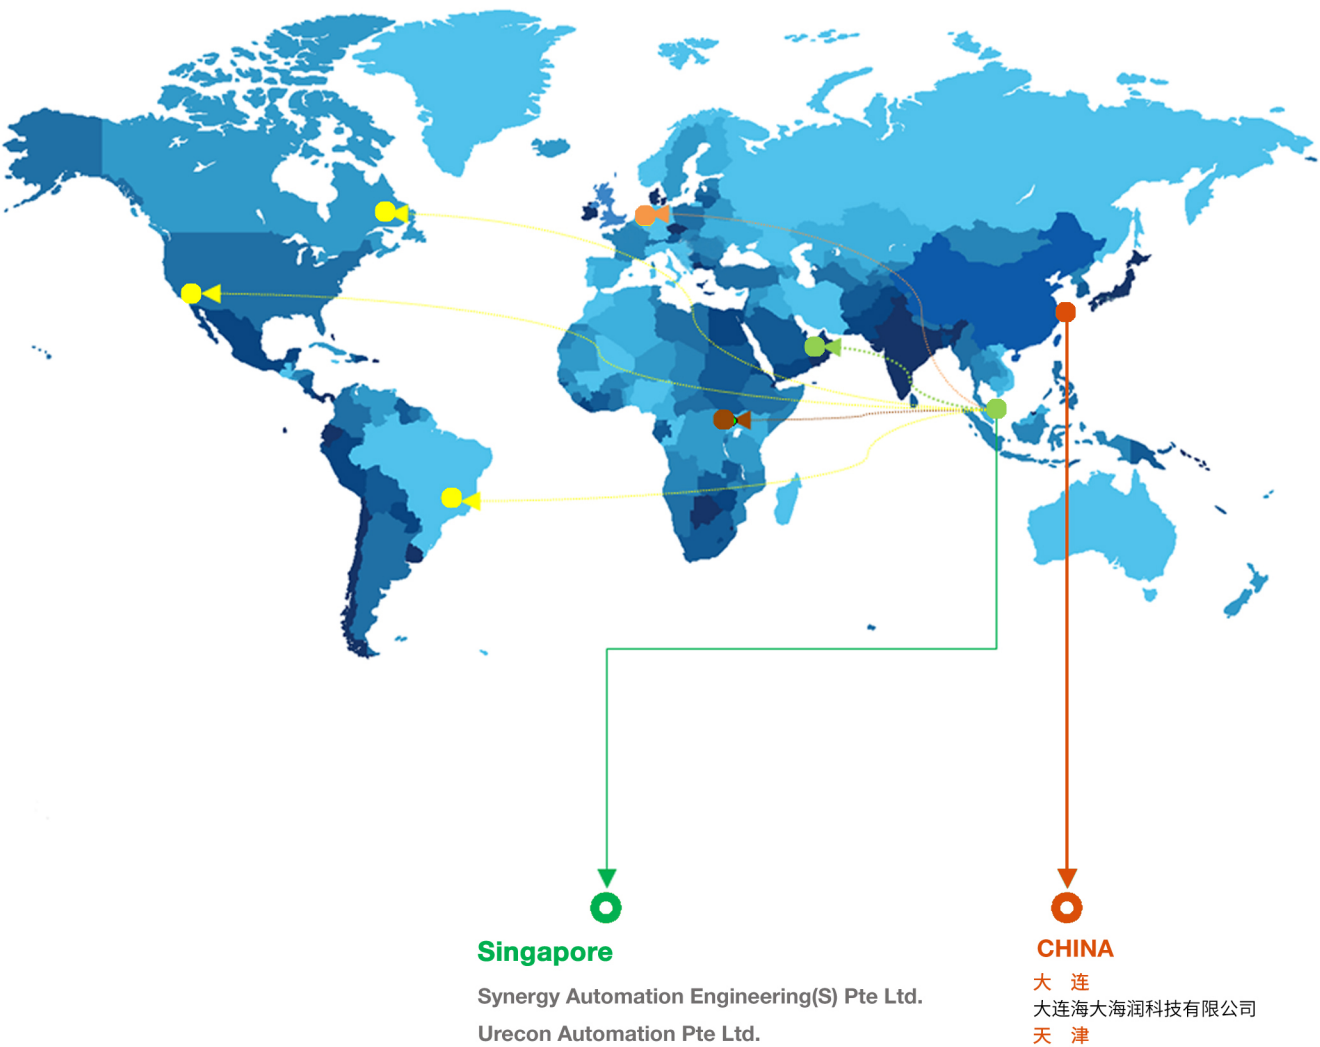 Singapore
Synergy Automation Engineering(S) Pte Ltd.
Urecon Automation Pte Ltd.
CHINA
大 连
大连海大海润科技有限公司
天 津